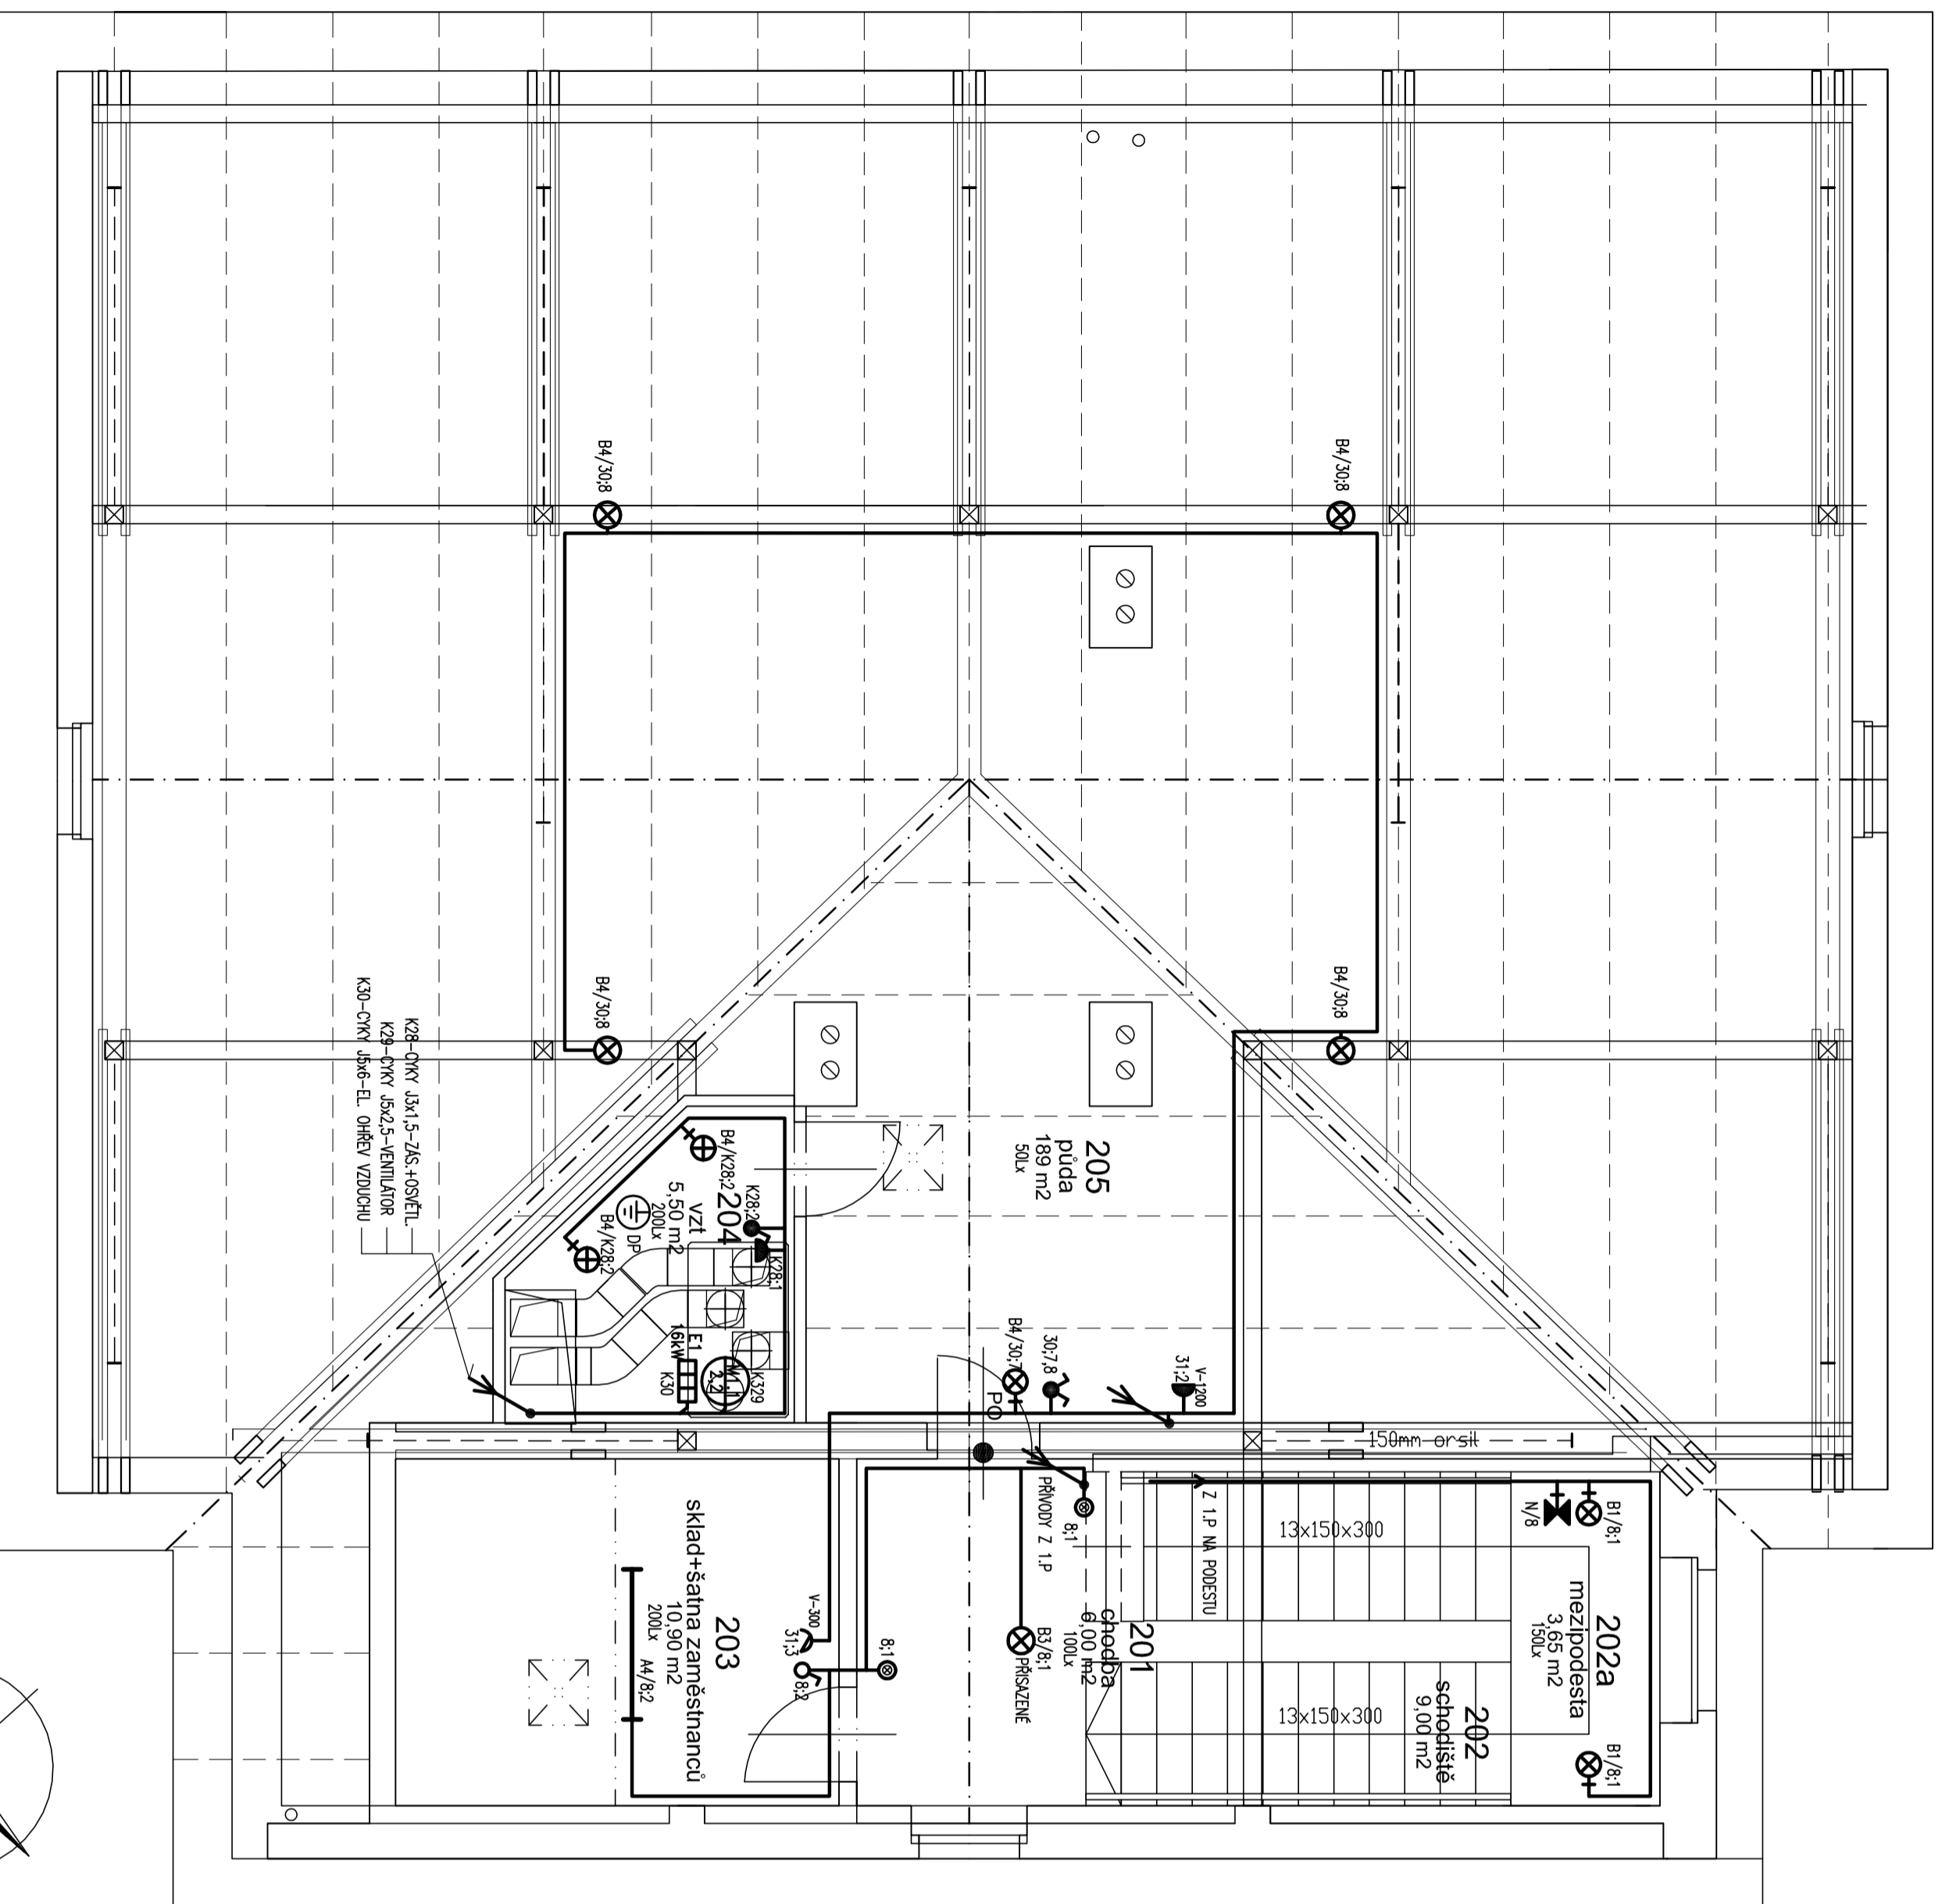 B4/30;8
B4/30;8
B4/30;8
B4/30;8
K28-CYKY J3x1,5-ZÁS.+OSVĚTL.
K29-CYKY J5x2,5-VENTILÁTOR
K30-CYKY J5x6-EL. OHŘEV VZDUCHU
205
půda
189 m2
50Lx
B4/K28;2
K28;2
204
vzt
5,50 m2
200Lx
DP
B4/K28;2
K28;1
E1
16kW
K30
M1.1
2,2
K329
B4/30;7
30;7,8
V-1200
31;2
PO
150mm orsil
PŘÍVODY Z 1.P
8;1
Z 1.P NA PODESTU
13x150x300
N/8
B1/8;1
203
sklad+šatna zaměstnanců
10,90 m2
200Lx
A4/8;2
V-300
31;3
8;2
8;1
B3/8;1
PŘISAZENÉ
201
chodba
6,00 m2
100Lx
202
schodiště
9,00 m2
13x150x300
202a
mezipodesta
3,65 m2
150Lx
B1/8;1